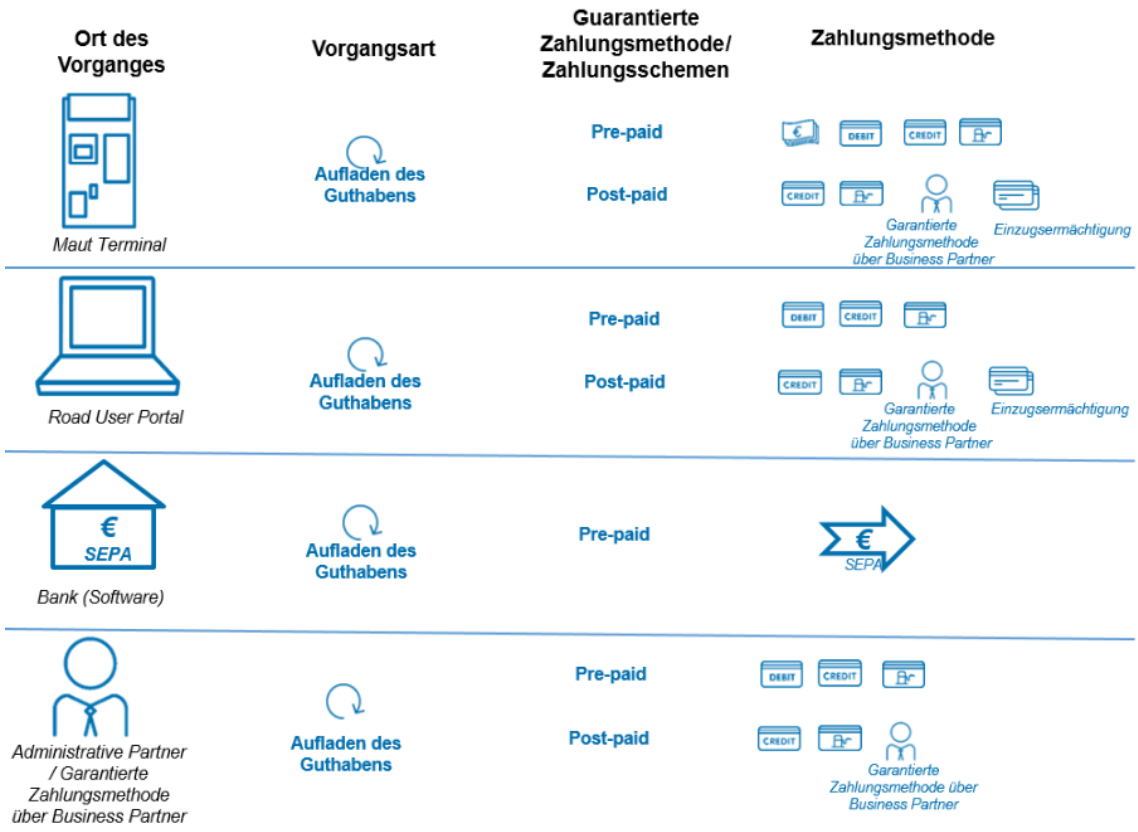 Ort des
Vorganges
Vorgangsart
Guarantierte
Zahlungsmethode/
Zahlungsschemen
Zahlungsmethode
Maut Terminal
Aufladen des
Guthabens
Pre-paid
€
DEBIT
CREDIT
Post-paid
CREDIT
Garantierte
Zahlungsmethode
über Business Partner
Einzugsermächtigung
Road User Portal
Aufladen des
Guthabens
Pre-paid
DEBIT
CREDIT
Post-paid
CREDIT
Garantierte
Zahlungsmethode
über Business Partner
Einzugsermächtigung
€
SEPA
Bank (Software)
Aufladen des
Guthabens
Pre-paid
€
SEPA
Administrative Partner
/ Garantierte
Zahlungsmethode
über Business Partner
Aufladen des
Guthabens
Pre-paid
DEBIT
CREDIT
Post-paid
CREDIT
Garantierte
Zahlungsmethode über
Business Partner